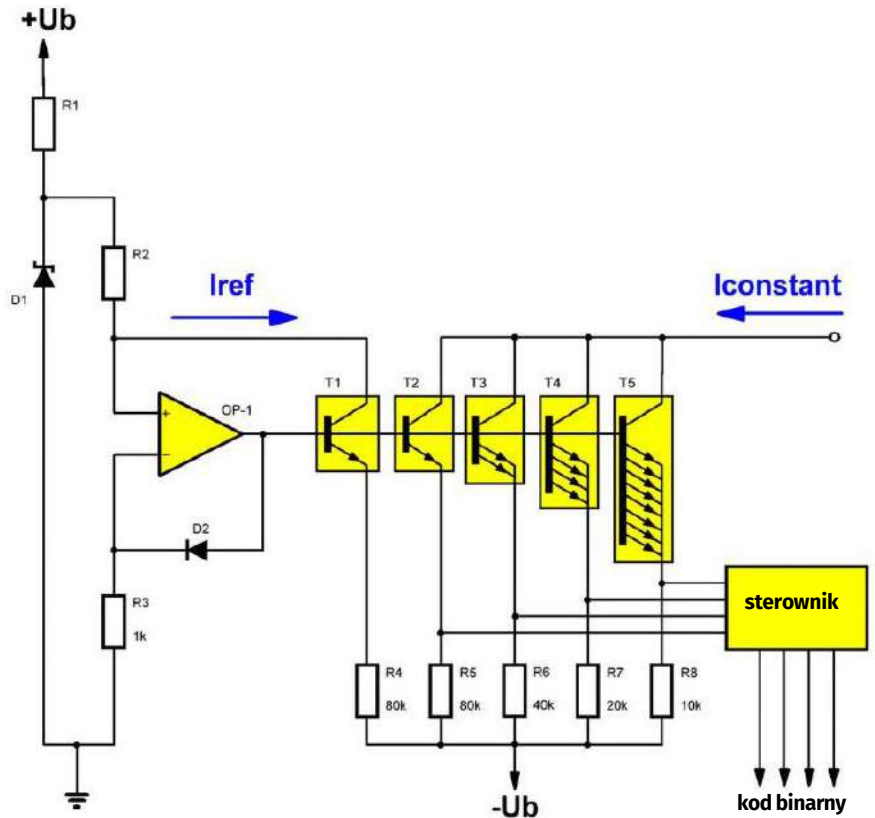 +Ub
R1
R2
D1
Iref
Iconstant
T1
T2
T3
T4
T5
OP-1
+
−
D2
R3
1k
sterownik
R4
80k
R5
80k
R6
40k
R7
20k
R8
10k
-Ub
kod binarny